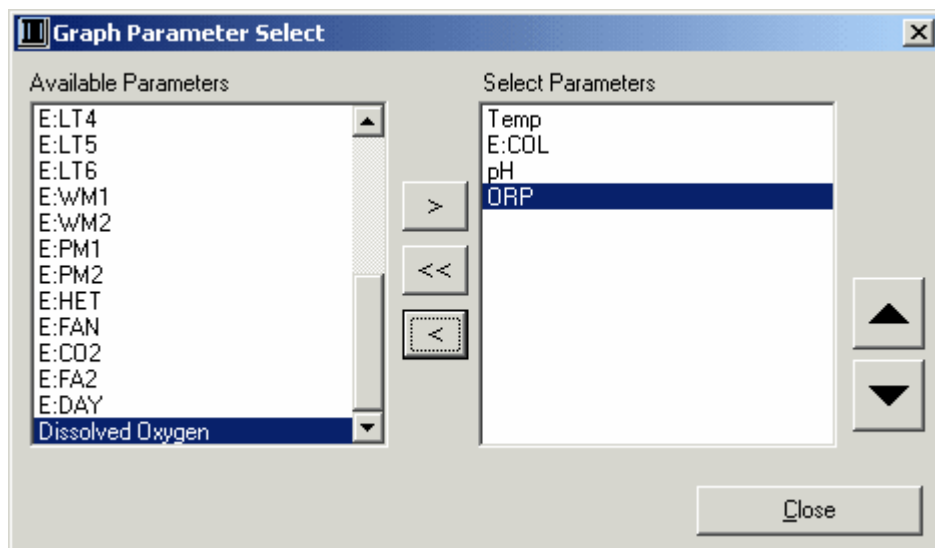 Graph Parameter Select
Available Parameters
E:LT4
E:LT5
E:LT6
E:WM1
E:WM2
E:PM1
E:PM2
E:HET
E:FAN
E:CO2
E:FA2
E:DAY
Dissolved Oxygen
>
<<
<
Select Parameters
Temp
E:COL
pH
ORP
Close